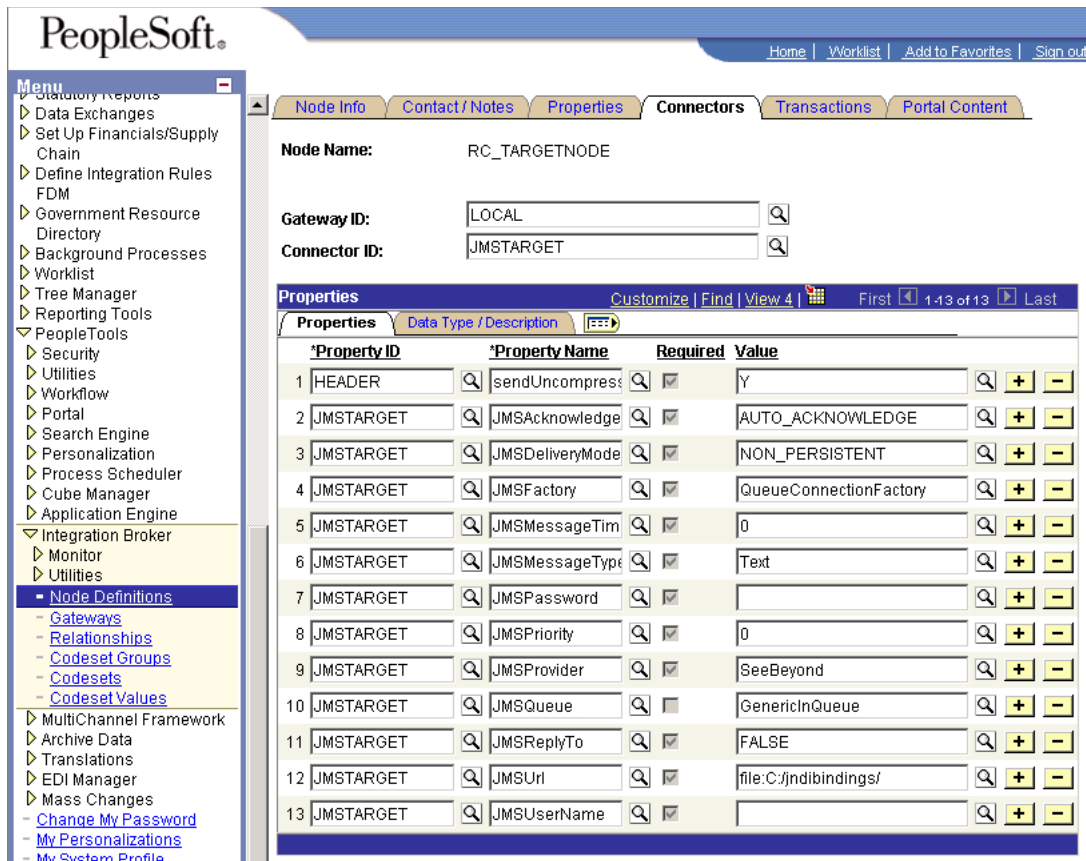 PeopleSoft.
Home | Worklist | Add to Favorites | Sign out
Menu
Statutory Reports
Data Exchanges
Set Up Financials/Supply
Chain
Define Integration Rules
FDM
Government Resource
Directory
Background Processes
Worklist
Tree Manager
Reporting Tools
PeopleTools
Security
Utilities
Workflow
Portal
Search Engine
Personalization
Process Scheduler
Cube Manager
Application Engine
Integration Broker
Monitor
Utilities
Node Definitions
Gateways
Relationships
Codeset Groups
Codesets
Codeset Values
MultiChannel Framework
Archive Data
Translations
EDI Manager
Mass Changes
Change My Password
My Personalizations
My System Profile
Node Info Contact / Notes Properties Connectors Transactions Portal Content
Node Name: RC_TARGETNODE
Gateway ID: LOCAL
Connector ID: JMSTARGET
Properties Customize | Find | View 4 | First 1-13 of 13 Last
Properties Data Type / Description
*Property ID *Property Name Required Value
1 HEADER sendUncompress Y + -
2 JMSTARGET JMSAcknowledge AUTO_ACKNOWLEDGE + -
3 JMSTARGET JMSDeliveryMode NON_PERSISTENT + -
4 JMSTARGET JMSFactory QueueConnectionFactory + -
5 JMSTARGET JMSMessageTim 0 + -
6 JMSTARGET JMSMessageType Text + -
7 JMSTARGET JMSPassword + -
8 JMSTARGET JMSPriority 0 + -
9 JMSTARGET JMSProvider SeeBeyond + -
10 JMSTARGET JMSQueue GenericInQueue + -
11 JMSTARGET JMSReplyTo FALSE + -
12 JMSTARGET JMSUrl file:C:/jndibindings/ + -
13 JMSTARGET JMSUserName + -